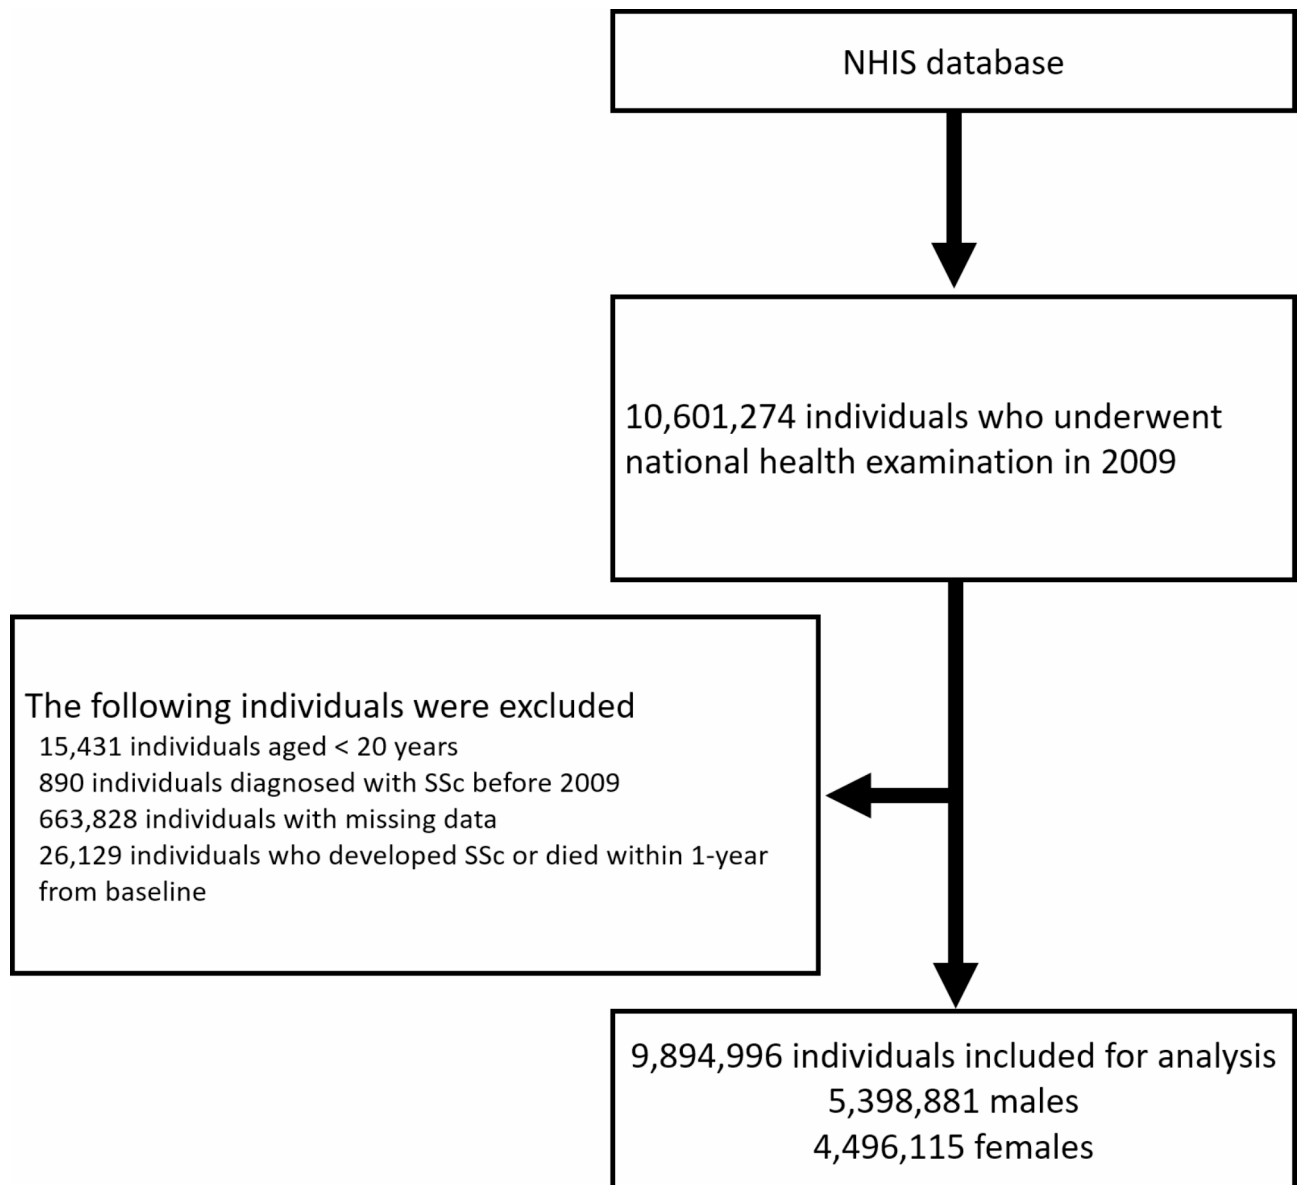 NHIS database
10,601,274 individuals who underwent
national health examination in 2009
The following individuals were excluded
15,431 individuals aged < 20 years
890 individuals diagnosed with SSc before 2009
663,828 individuals with missing data
26,129 individuals who developed SSc or died within 1-year
from baseline
9,894,996 individuals included for analysis
5,398,881 males
4,496,115 females